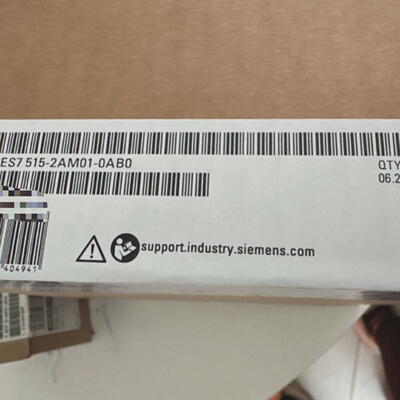 ES7 515-2AM01-0AB0
QTY
06.2
support.industry.siemens.com
404941